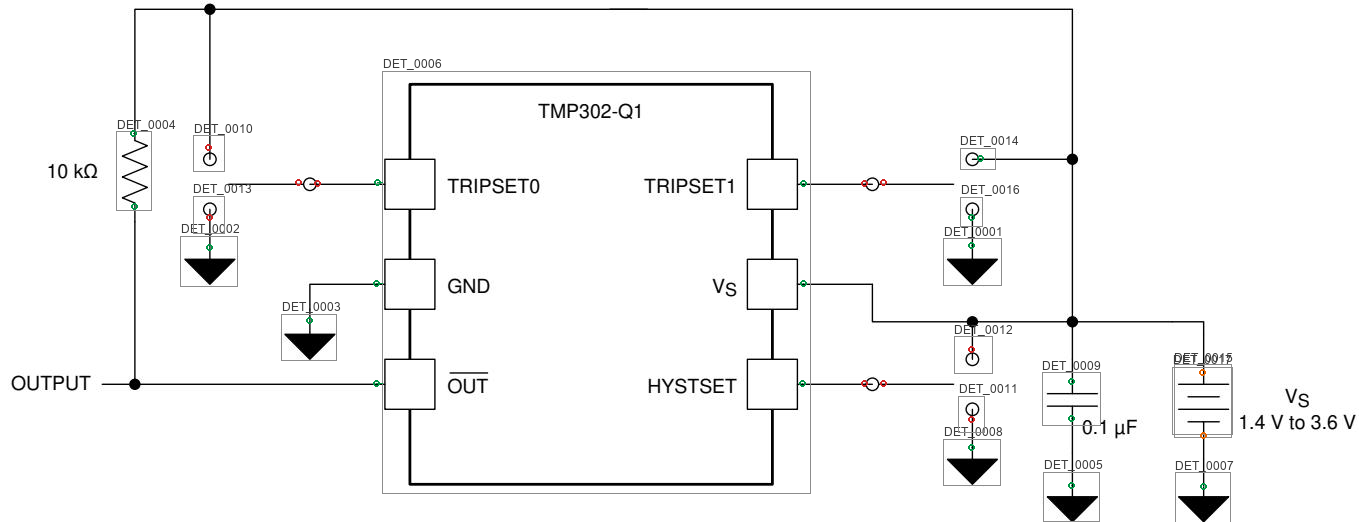 DET_0006
TMP302-Q1
DET_0004
DET_0010
DET_0014
10 kΩ
TRIPSET0
TRIPSET1
DET_0013
DET_0016
DET_0002
DET_0001
GND
VS
DET_0003
DET_0012
DET_0009
DET_0017
OUTPUT
OUT
HYSTSET
DET_0011
VS
0.1 µF
1.4 V to 3.6 V
DET_0008
DET_0005
DET_0007